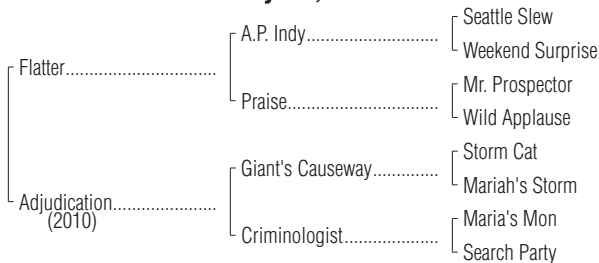 Seattle Slew
A.P. Indy
Weekend Surprise
Flatter
Mr. Prospector
Praise
Wild Applause
Storm Cat
Giant's Causeway
Mariah's Storm
Adjudication
(2010)
Maria's Mon
Criminologist
Search Party